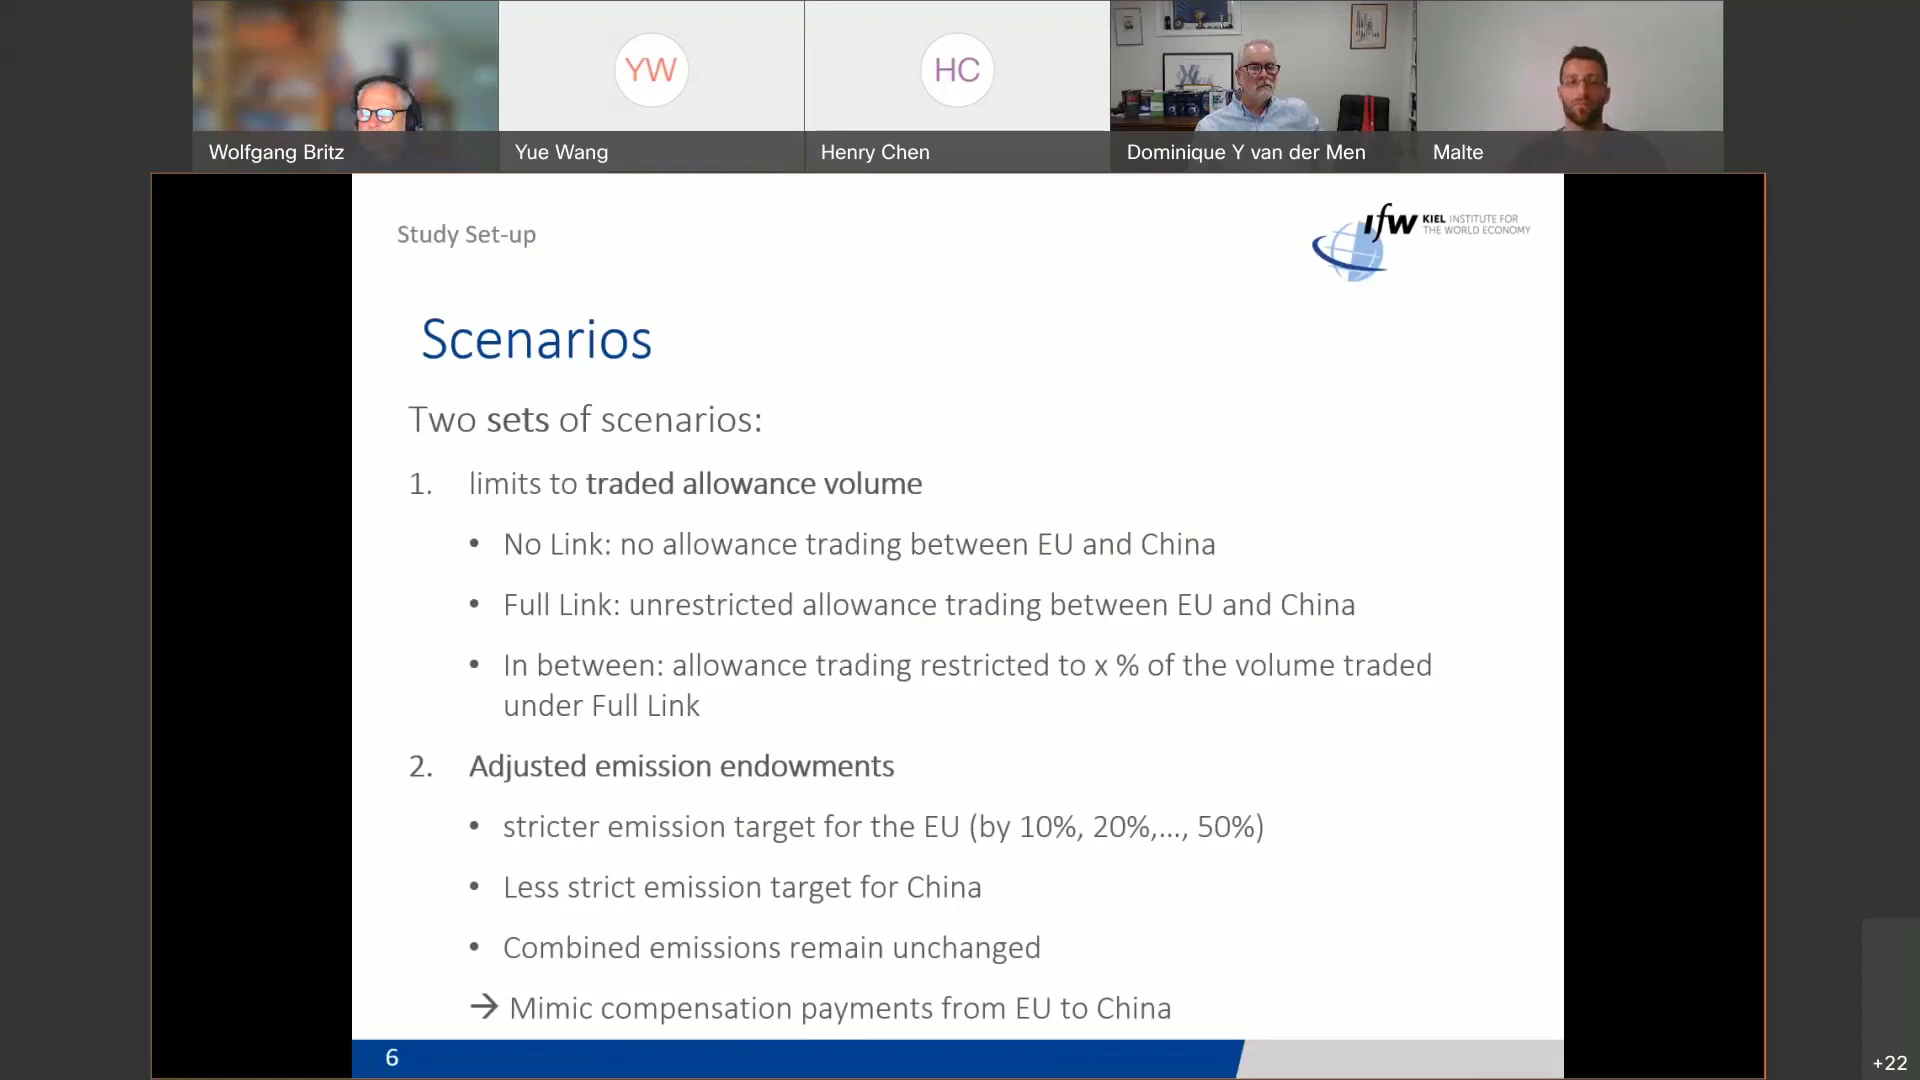 YW
HC
Wolfgang Britz
Yue Wang
Henry Chen
Dominique Y van der Men
Malte
Study Set-up
ifw KIEL INSTITUTE FOR
THE WORLD ECONOMY
Scenarios
Two sets of scenarios:
1. limits to traded allowance volume
• No Link: no allowance trading between EU and China
• Full Link: unrestricted allowance trading between EU and China
• In between: allowance trading restricted to x % of the volume traded
under Full Link
2. Adjusted emission endowments
• stricter emission target for the EU (by 10%, 20%,..., 50%)
• Less strict emission target for China
• Combined emissions remain unchanged
→ Mimic compensation payments from EU to China
6
+22